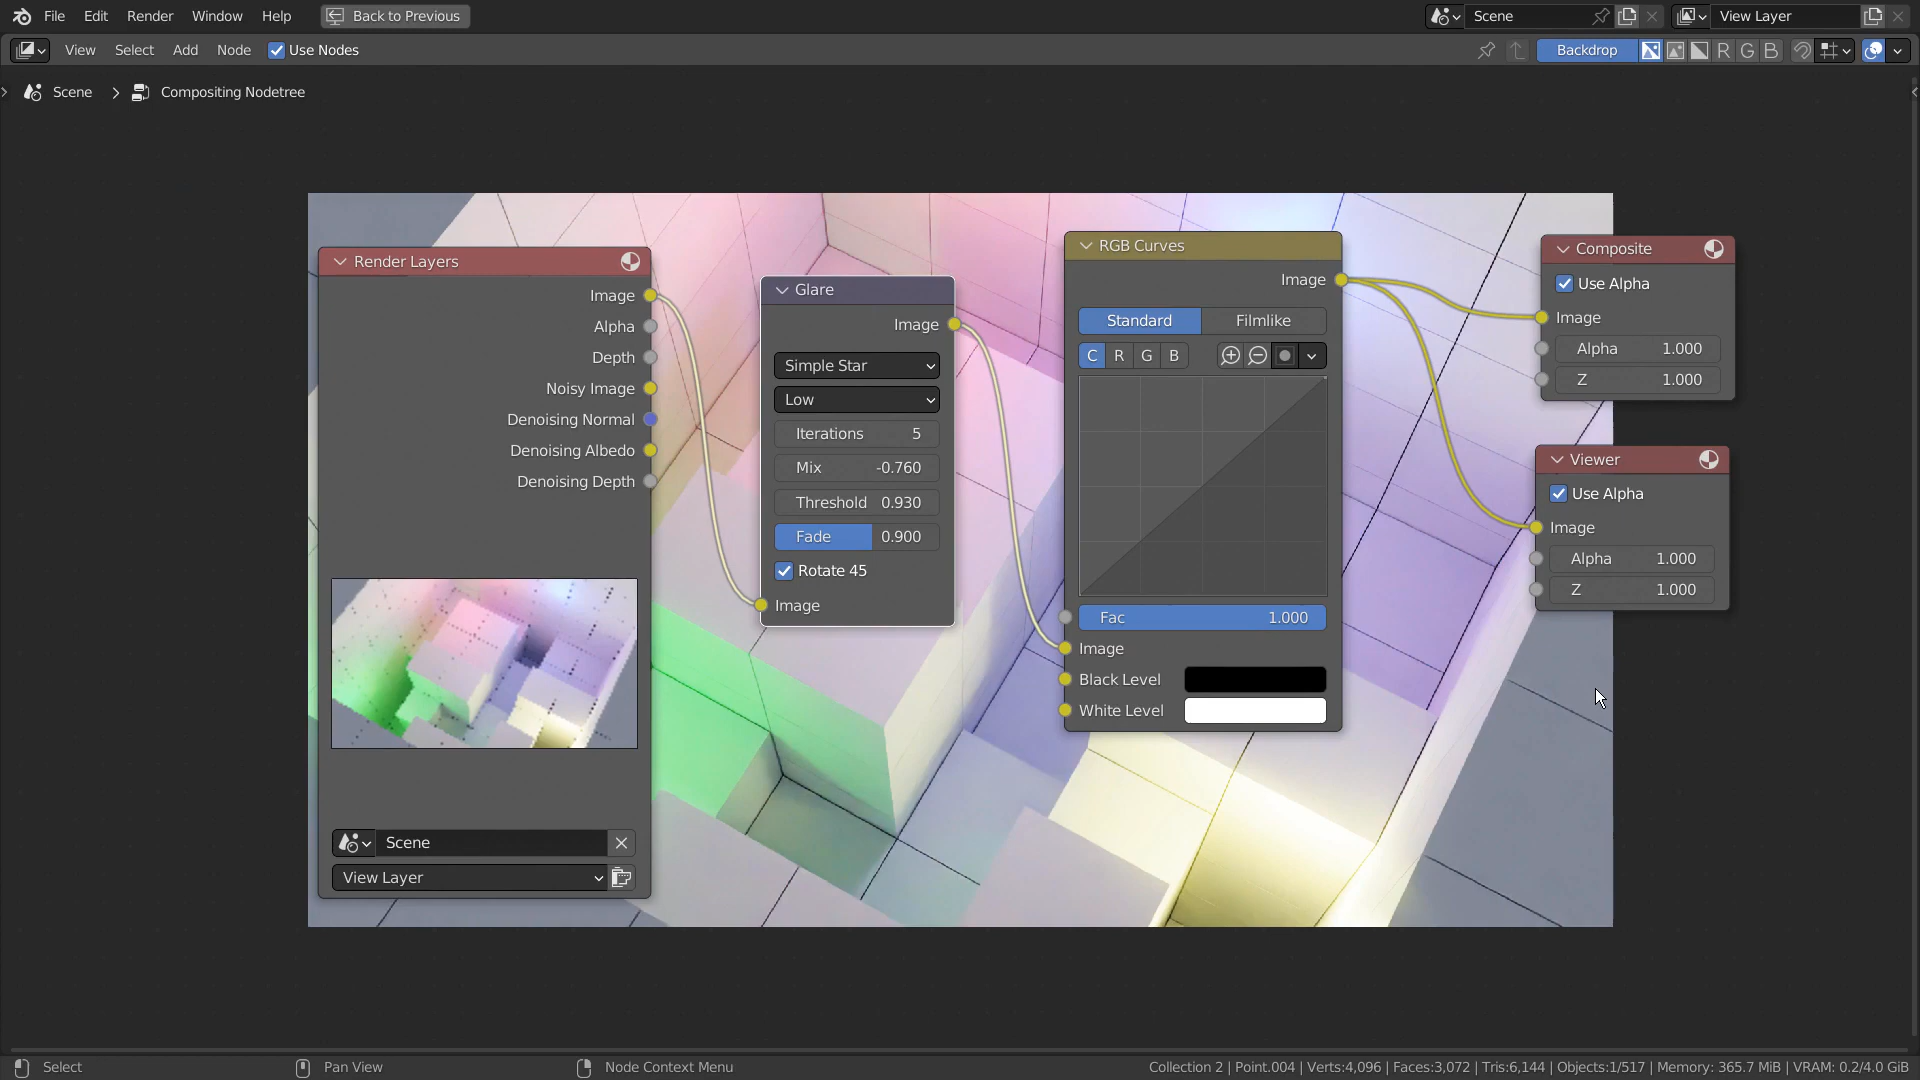 File Edit Render Window Help Back to Previous Scene View Layer
View Select Add Node Use Nodes Backdrop R G B
Scene > Compositing Nodetree
Render Layers
Image
Alpha
Depth
Noisy Image
Denoising Normal
Denoising Albedo
Denoising Depth
Scene
View Layer
Glare
Image
Simple Star
Low
Iterations 5
Mix -0.760
Threshold 0.930
Fade 0.900
Rotate 45
Image
RGB Curves
Image
Standard Filmlike
C R G B
Fac 1.000
Image
Black Level
White Level
Composite
Use Alpha
Image
Alpha 1.000
Z 1.000
Viewer
Use Alpha
Image
Alpha 1.000
Z 1.000
Select Pan View Node Context Menu Collection 2 | Point.004 | Verts:4,096 | Faces:3,072 | Tris:6,144 | Objects:1/517 | Memory: 365.7 MiB | VRAM: 0.2/4.0 GiB